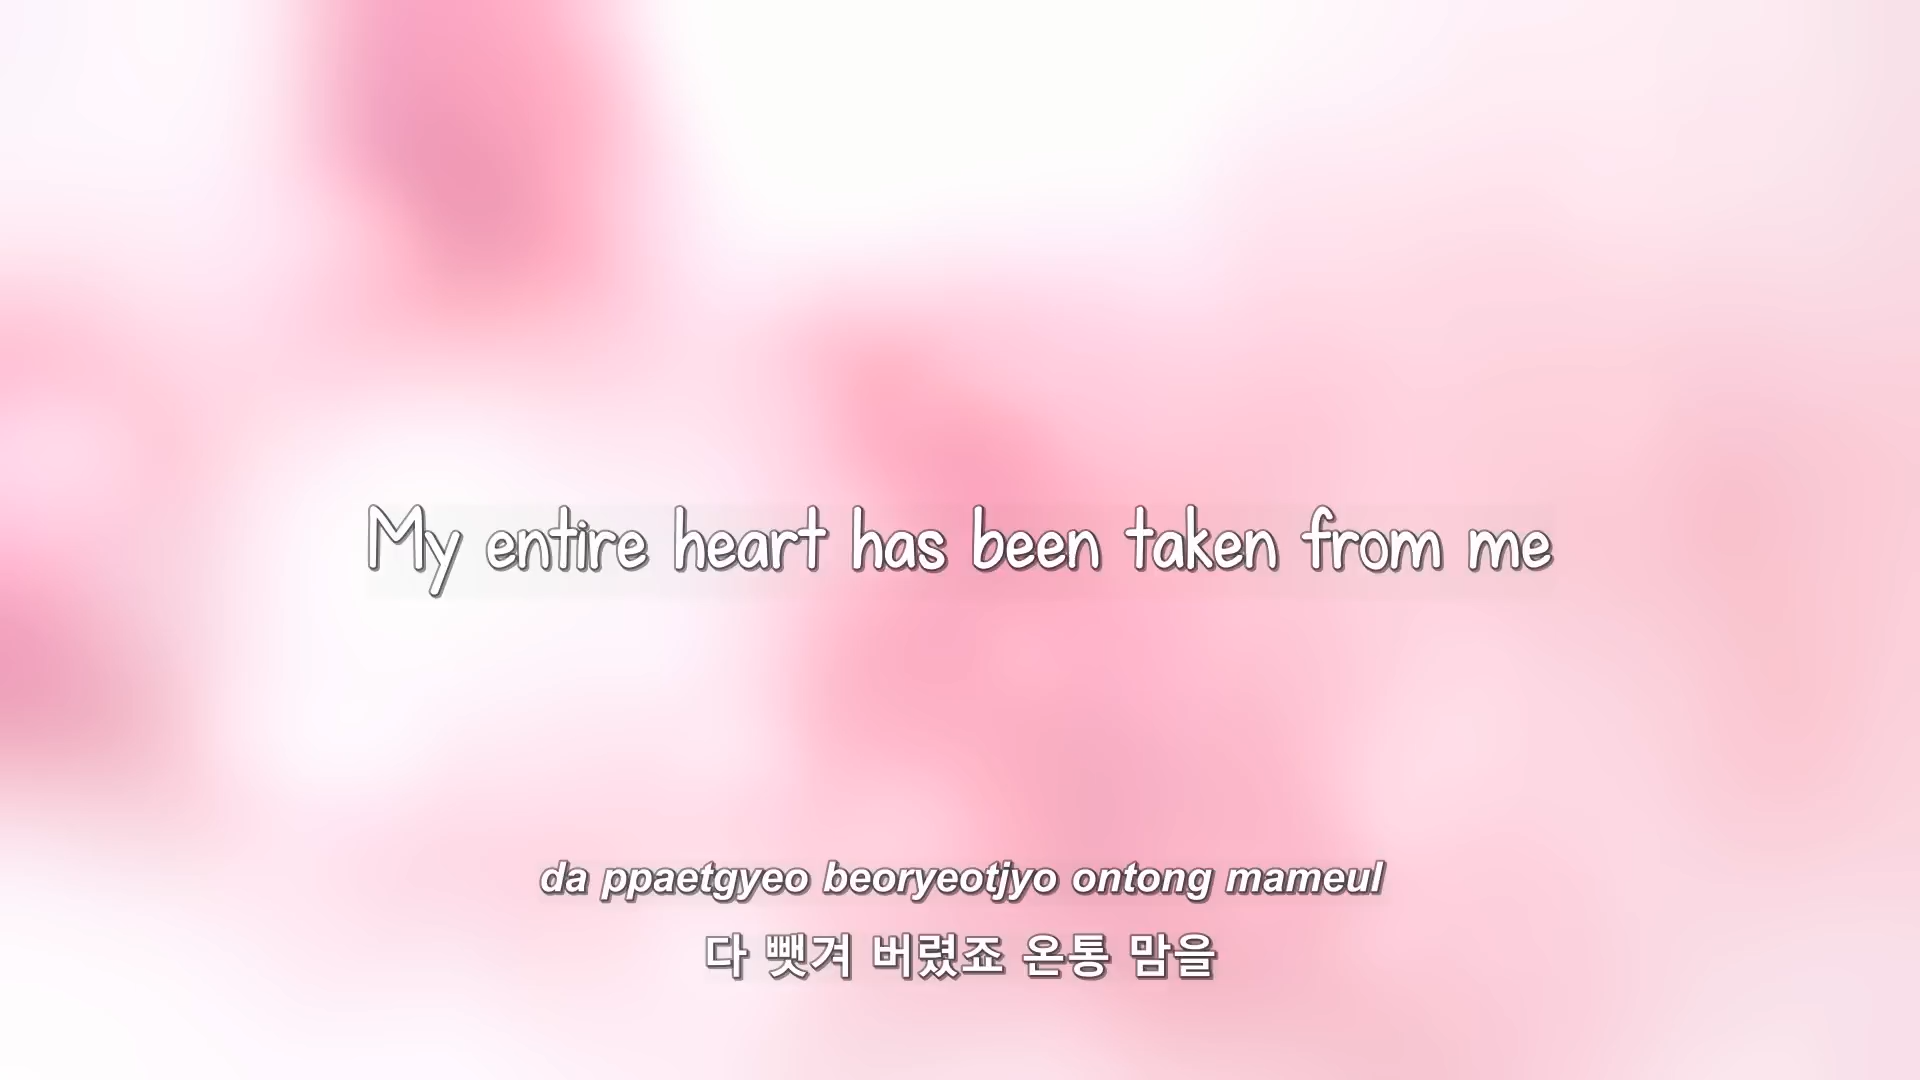 My entire heart has been taken from me
da ppaetgyeo beoryeotjyo ontong mameul
다 뺏겨 버렸죠 온통 맘을